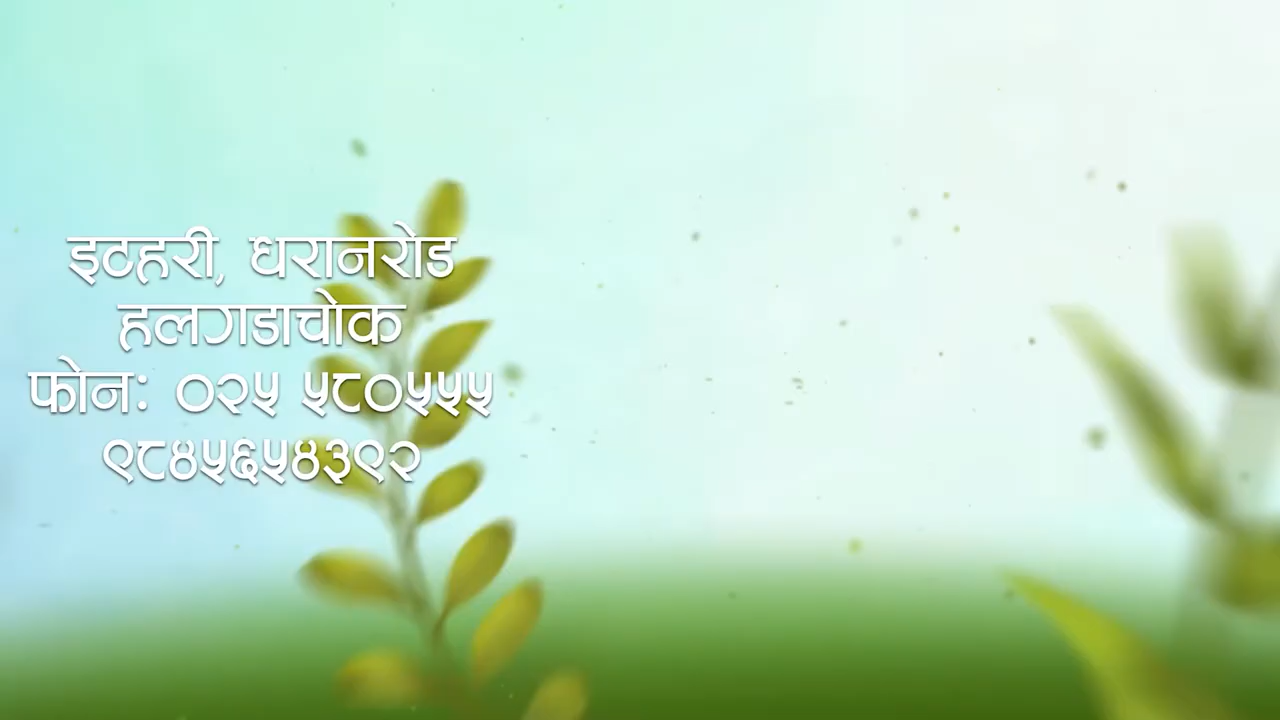 इटहरी, धरानरोड
हलगडाचोक
फोनः ०२५ ५८०५५५
९८४५६५४३९२